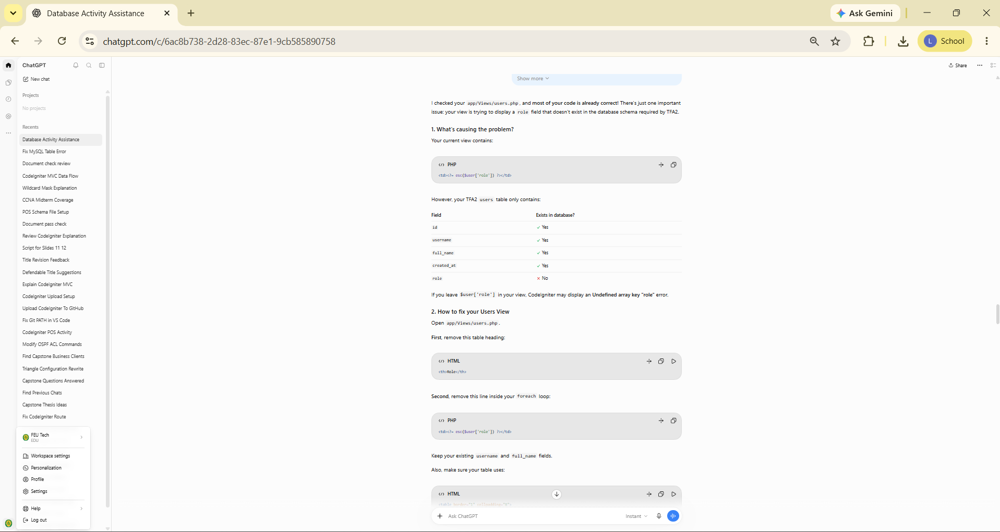 Database Activity Assistance
Ask Gemini
chatgpt.com/c/6ac8b738-2d28-83ec-87e1-9cb585890758
L School
ChatGPT
New chat
Projects
No projects
Recents
Database Activity Assistance
Fix MySQL Table Error
Document check review
CodeIgniter MVC Data Flow
Wildcard Mask Explanation
CCNA Midterm Coverage
POS Schema File Setup
Document pass check
Review CodeIgniter Explanation
Script for Slides 11 12
Title Revision Feedback
Defendable Title Suggestions
Explain CodeIgniter MVC
CodeIgniter Upload Setup
Upload CodeIgniter To GitHub
Fix Git PATH in VS Code
CodeIgniter POS Activity
Modify OSPF ACL Commands
Find Capstone Business Clients
Triangle Configuration Rewrite
Capstone Questions Answered
Find Previous Chats
Capstone Thesis Ideas
Fix CodeIgniter Route
FEU Tech
EDU
Workspace settings
Personalization
Profile
Settings
Help
Log out
Share
Show more
I checked your app/Views/users.php, and most of your code is already correct! There's just one important
issue: your view is trying to display a role field that doesn't exist in the database schema required by TFA2.
1. What's causing the problem?
Your current view contains:
PHP
<td><?= esc($user['role']) ?></td>
However, your TFA2 users table only contains:
Field Exists in database?
id ✓ Yes
username ✓ Yes
full_name ✓ Yes
created_at ✓ Yes
role × No
If you leave $user['role'] in your view, CodeIgniter may display an Undefined array key "role" error.
2. How to fix your Users View
Open app/Views/users.php.
First, remove this table heading:
HTML
<th>Role</th>
Second, remove this line inside your foreach loop:
PHP
<td><?= esc($user['role']) ?></td>
Keep your existing username and full_name fields.
Also, make sure your table uses:
HTML
<table border="1" cellpadding="8">
Ask ChatGPT
Instant